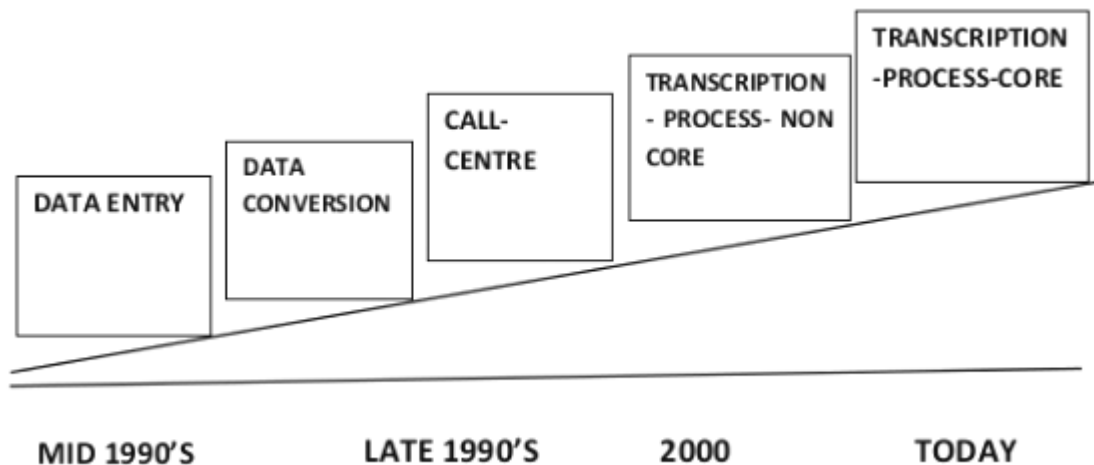 DATA ENTRY
DATA
CONVERSION
CALL-
CENTRE
TRANSCRIPTION
- PROCESS- NON
CORE
TRANSCRIPTION
-PROCESS-CORE
MID 1990'S
LATE 1990'S
2000
TODAY